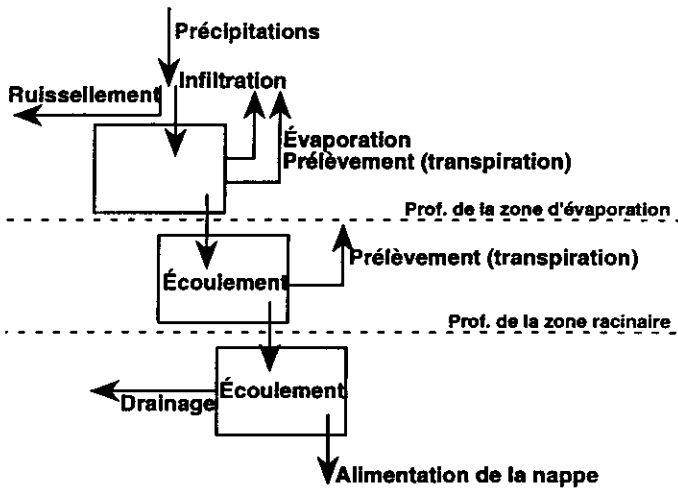 Précipitations
Infiltration
Ruissellement
Évaporation
Prélèvement (transpiration)
Prof. de la zone d'évaporation
Prélèvement (transpiration)
Écoulement
Prof. de la zone racinaire
Écoulement
Drainage
Alimentation de la nappe